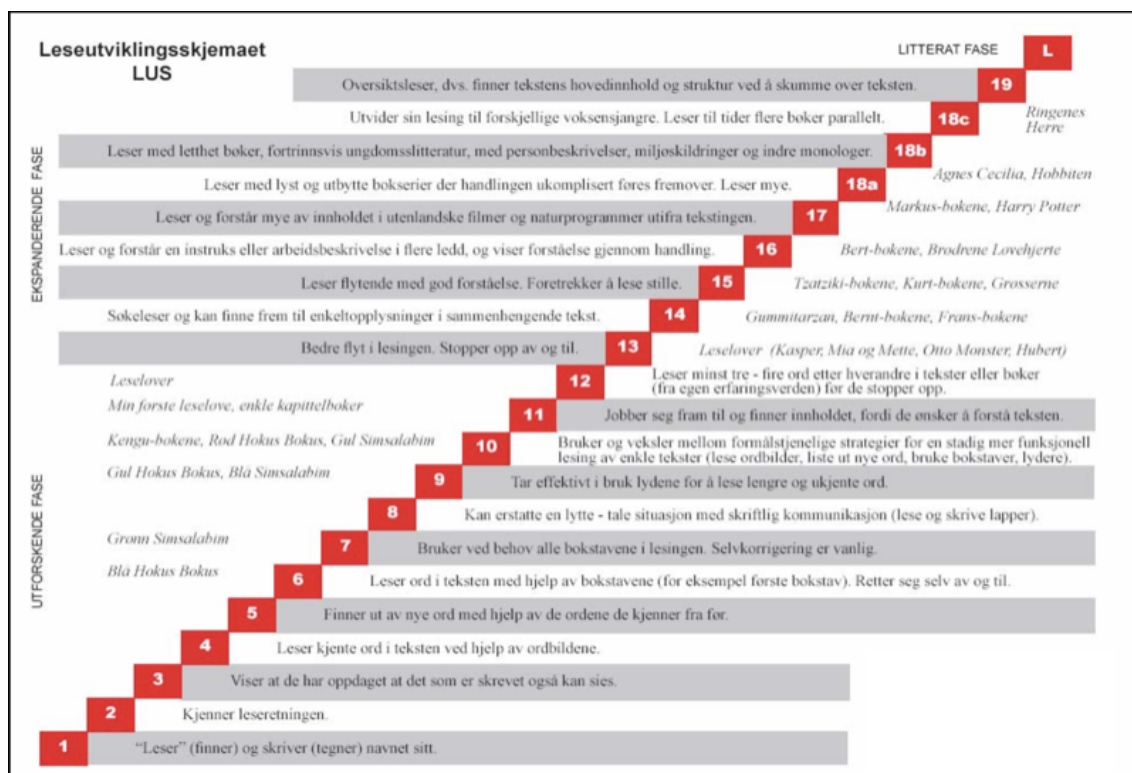 Leseutviklingsskjemaet
LUS
LITTERAT FASE
L
Oversiktsleser, dvs. finner tekstens hovedinnhold og struktur ved å skumme over teksten.
19
Utvider sin lesing til forskjellige voksensjangre. Leser til tider flere bøker parallelt.
18c
Ringenes
Herre
EKSPANDERENDE FASE
Leser med letthet bøker, fortrinnsvis ungdomsslitteratur, med personbeskrivelser, miljøskildringer og indre monologer.
18b
Leser med lyst og utbytte bokserier der handlingen ukomplisert føres fremover. Leser mye.
18a
Agnes Cecilia, Hobbiten
Leser og forstår mye av innholdet i utenlandske filmer og naturprogrammer utifra tekstingen.
17
Markus-bokene, Harry Potter
Leser og forstår en instruks eller arbeidsbeskrivelse i flere ledd, og viser forståelse gjennom handling.
16
Bert-bokene, Brodrene Lovehjerte
Leser flytende med god forståelse. Foretrekker å lese stille.
15
Tzatziki-bokene, Kurt-bokene, Grosserne
Søkeleser og kan finne frem til enkeltopplysninger i sammenhengende tekst.
14
Gummitarzan, Bernt-bokene, Frans-bokene
Bedre flyt i lesingen. Stopper opp av og til.
13
Leselover (Kasper, Mia og Mette, Otto Monster, Hubert)
UTFORSKENDE FASE
Leselover
12
Leser minst tre - fire ord etter hverandre i tekster eller bøker
(fra egen erfaringsverden) før de stopper opp.
Min forste leselove, enkle kapittelboker
11
Jobber seg fram til og finner innholdet, fordi de ønsker å forstå teksten.
Kengu-bokene, Rød Hokus Bokus, Gul Simsalabim
10
Bruker og veksler mellom formålstjenelige strategier for en stadig mer funksjonell
lesing av enkle tekster (lese ordbilder, liste ut nye ord, bruke bokstaver, lydere).
Gul Hokus Bokus, Blå Simsalabim
9
Tar effektivt i bruk lydene for å lese lengre og ukjente ord.
8
Kan erstatte en lytte - tale situasjon med skriftlig kommunikasjon (lese og skrive lapper).
Gronn Simsalabim
7
Bruker ved behov alle bokstavene i lesingen. Selvkorrigering er vanlig.
Blå Hokus Bokus
6
Leser ord i teksten med hjelp av bokstavene (for eksempel første bokstav). Retter seg selv av og til.
5
Finner ut av nye ord med hjelp av de ordene de kjenner fra før.
4
Leser kjente ord i teksten ved hjelp av ordbildene.
3
Viser at de har oppdaget at det som er skrevet også kan sies.
2
Kjenner leseretningen.
1
"Leser" (finner) og skriver (tegner) navnet sitt.